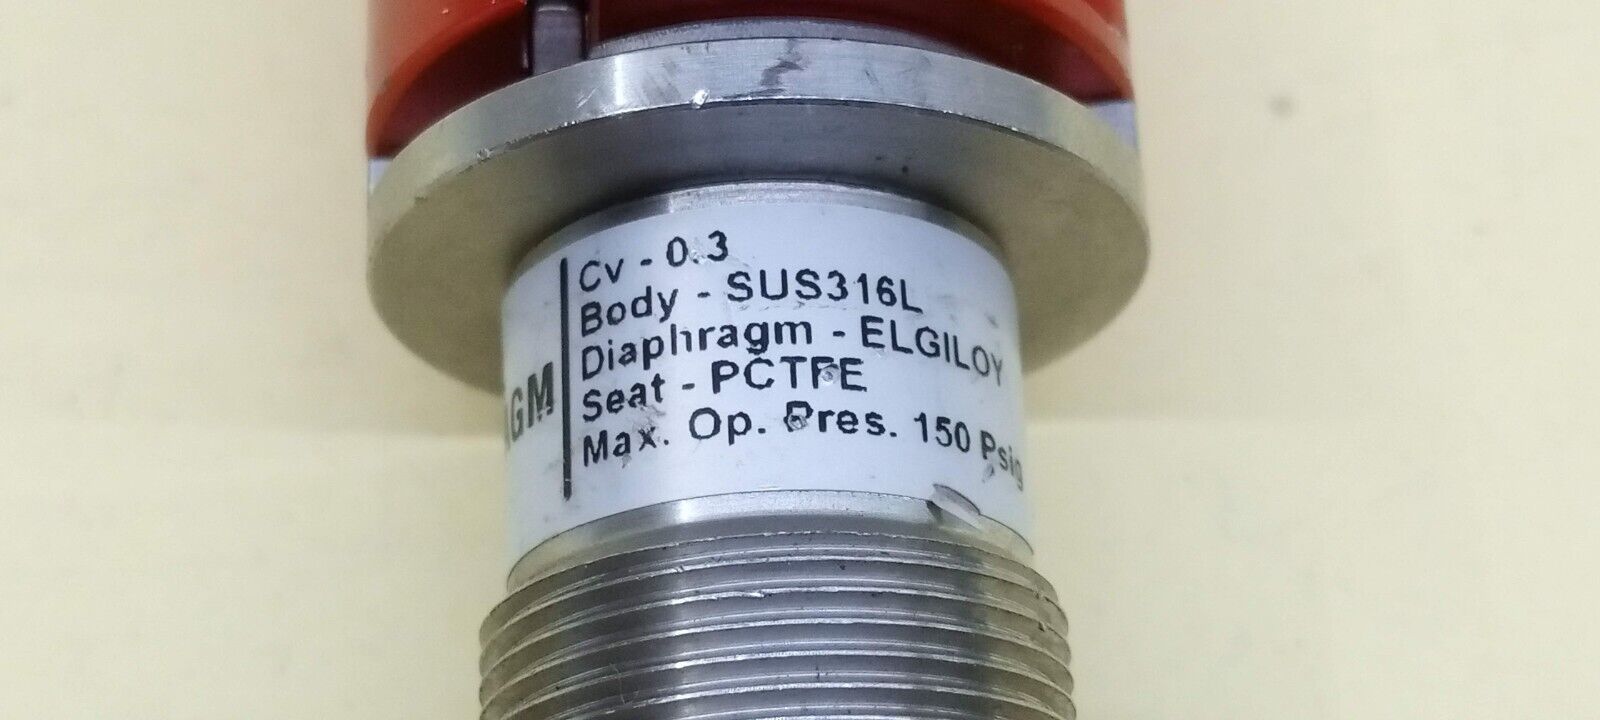 Cv - 0.3
Body - SUS316L
Diaphragm - ELGILOY
Seat - PCTFE
Max. Op. Pres. 150 Psig